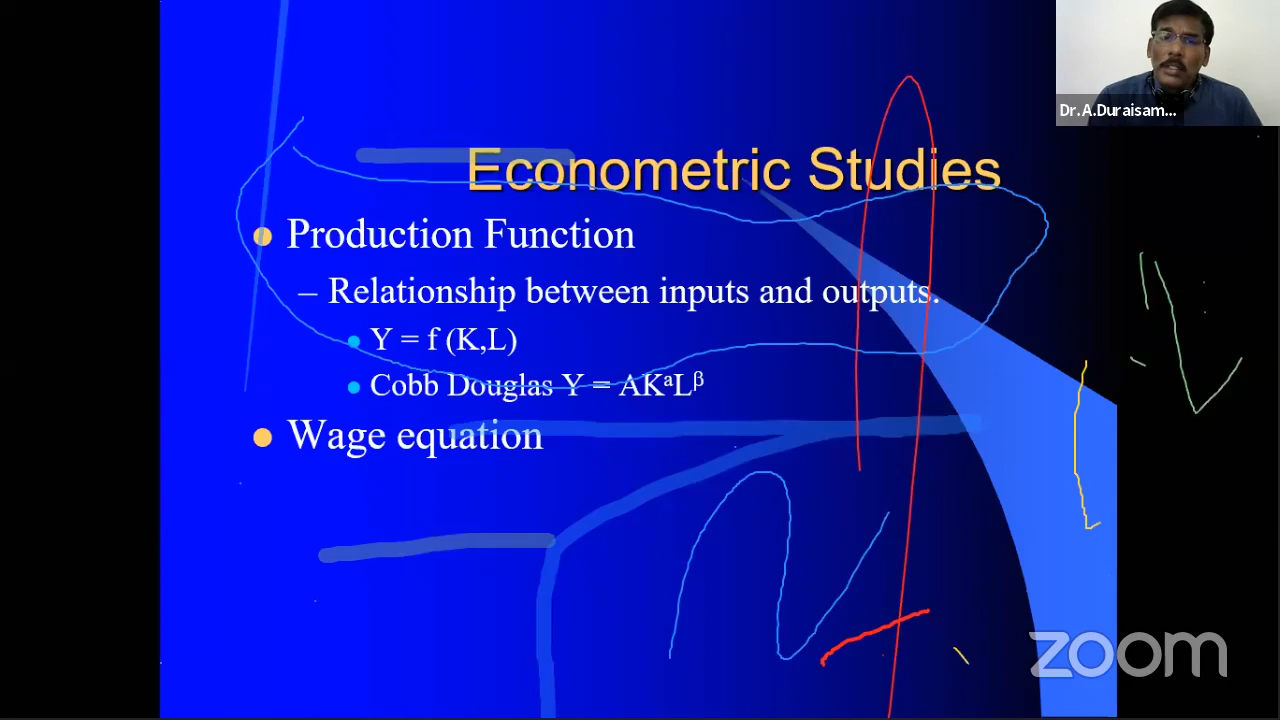 Dr.A.Duraisam...
Econometric Studies
Production Function
– Relationship between inputs and outputs.
Y = f (K,L)
Cobb Douglas Y = AKᵃLᵝ
Wage equation
zoom